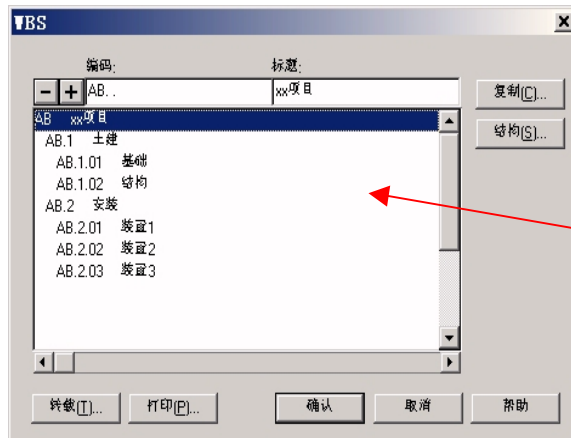 WBS
编码: 标题:
AB. . xx项目 复制(C)...
AB xx项目
AB.1 土建 结构(S)...
AB.1.01 基础
AB.1.02 结构
AB.2 安装
AB.2.01 装置1
AB.2.02 装置2
AB.2.03 装置3
转载(T)... 打印(P)... 确认 取消 帮助